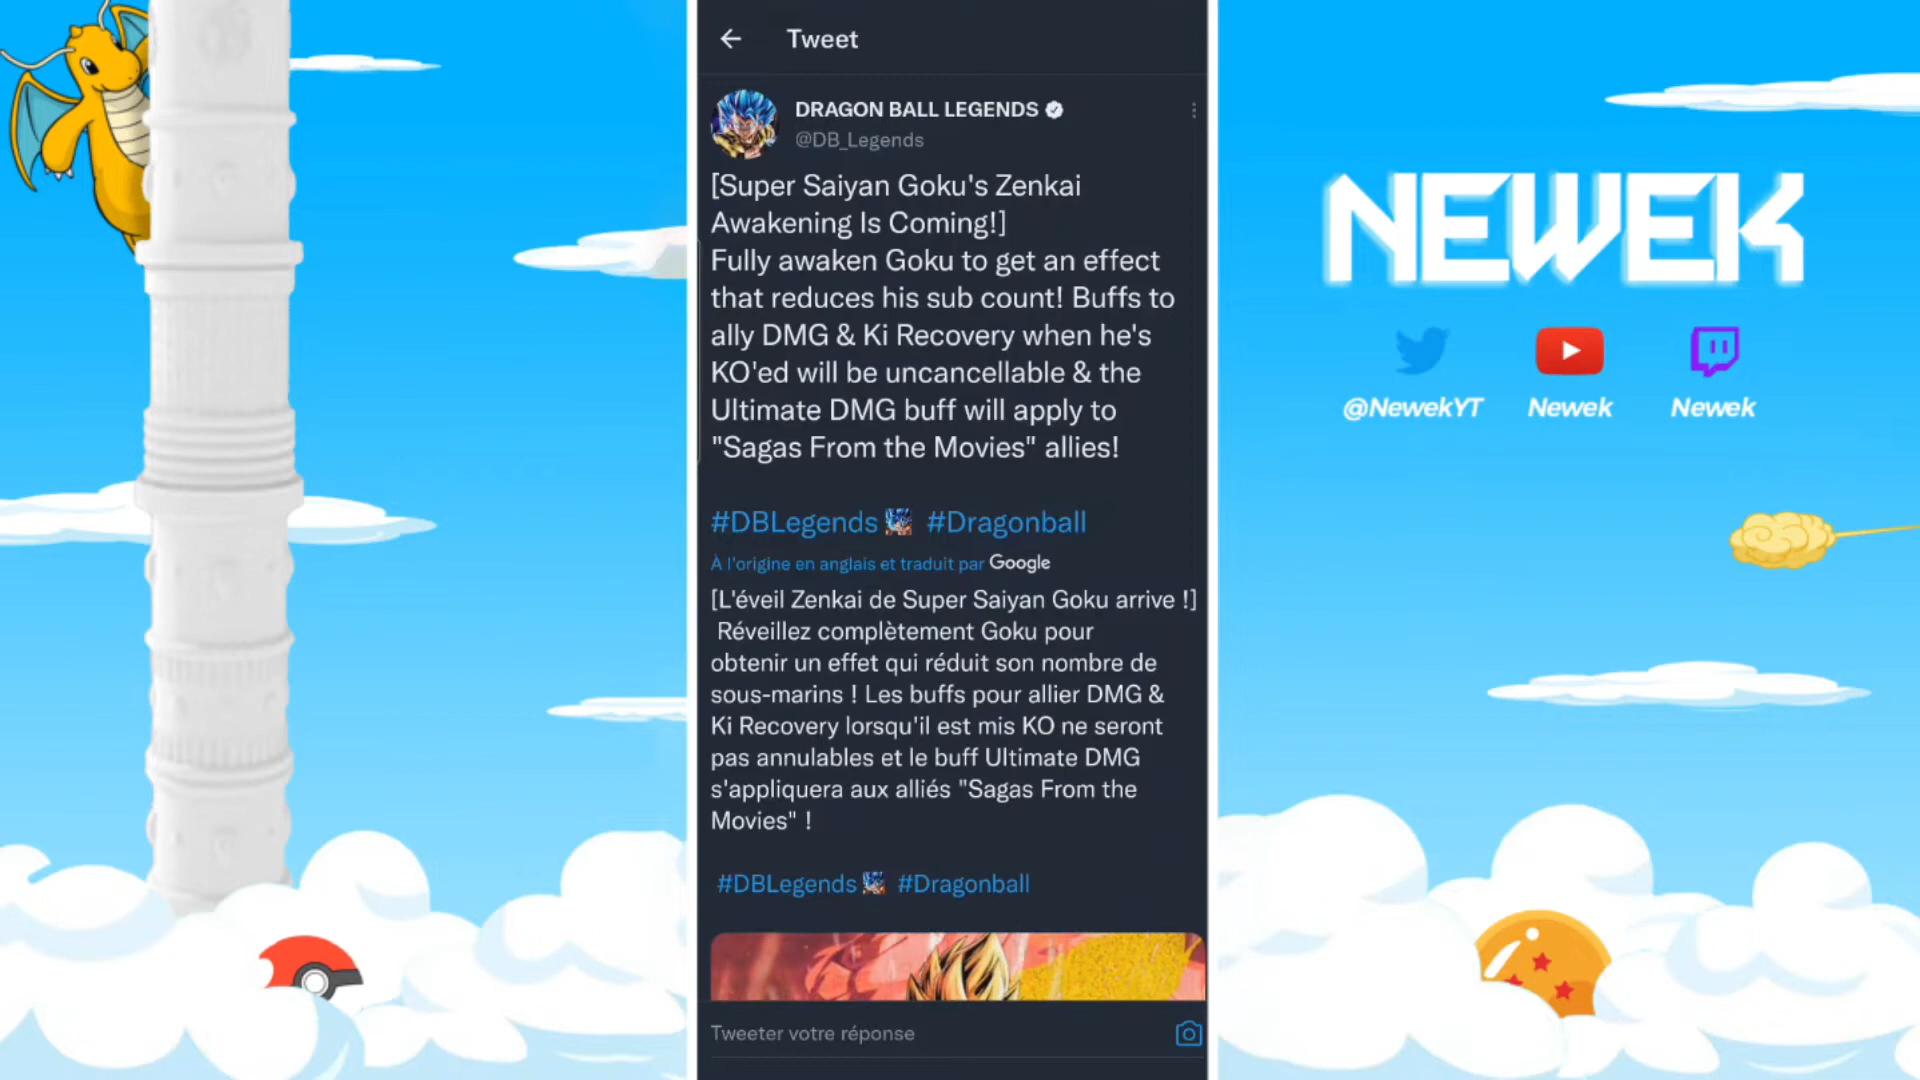 Tweet
DRAGON BALL LEGENDS
@DB_Legends
[Super Saiyan Goku's Zenkai
Awakening Is Coming!]
Fully awaken Goku to get an effect
that reduces his sub count! Buffs to
ally DMG & Ki Recovery when he's
KO'ed will be uncancellable & the
Ultimate DMG buff will apply to
"Sagas From the Movies" allies!
#DBLegends #Dragonball
À l'origine en anglais et traduit par Google
[L'éveil Zenkai de Super Saiyan Goku arrive !]
Réveillez complètement Goku pour
obtenir un effet qui réduit son nombre de
sous-marins ! Les buffs pour allier DMG &
Ki Recovery lorsqu'il est mis KO ne seront
pas annulables et le buff Ultimate DMG
s'appliquera aux alliés "Sagas From the
Movies" !
#DBLegends #Dragonball
Tweeter votre réponse
NEWEK
@NewekYT Newek Newek